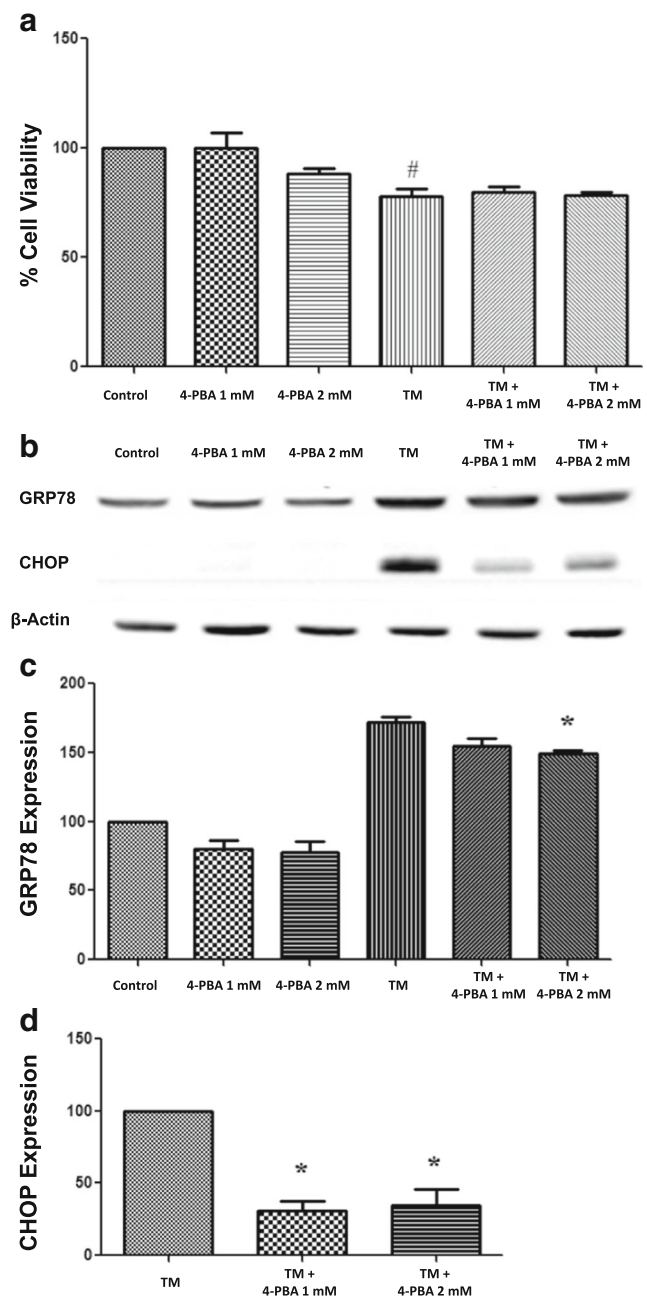 a
150
100
50
0
% Cell Viability
#
Control
4-PBA 1 mM
4-PBA 2 mM
TM
TM +
4-PBA 1 mM
TM +
4-PBA 2 mM
b
Control
4-PBA 1 mM
4-PBA 2 mM
TM
TM +
4-PBA 1 mM
TM +
4-PBA 2 mM
GRP78
CHOP
β-Actin
c
200
150
100
50
0
GRP78 Expression
*
Control
4-PBA 1 mM
4-PBA 2 mM
TM
TM +
4-PBA 1 mM
TM +
4-PBA 2 mM
d
150
100
50
0
CHOP Expression
*
*
TM
TM +
4-PBA 1 mM
TM +
4-PBA 2 mM